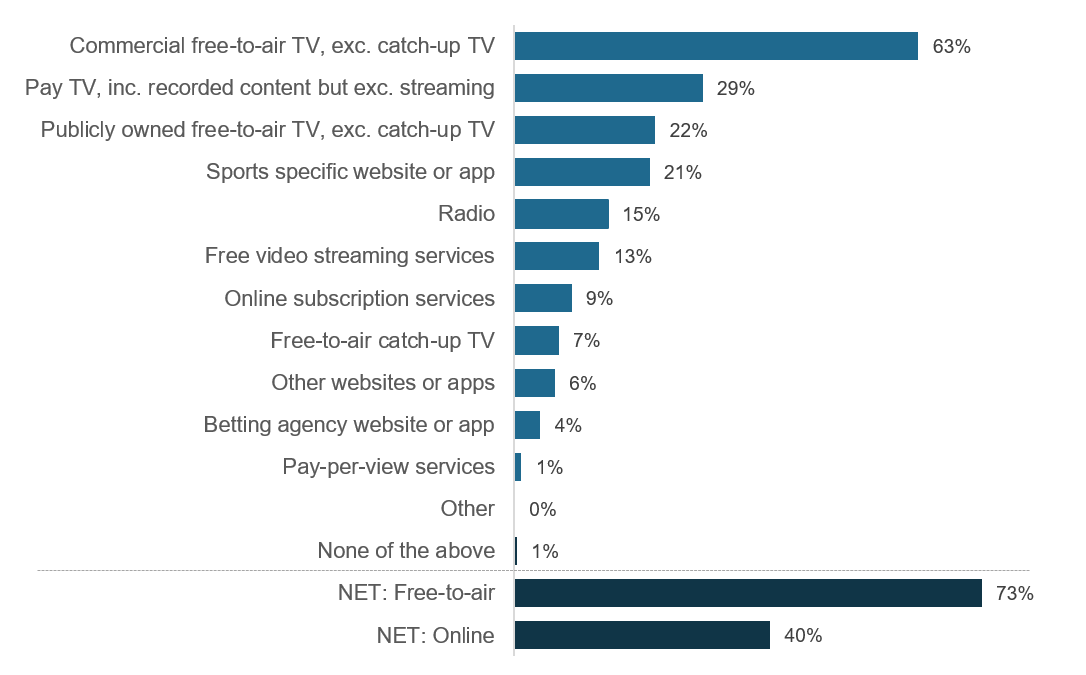 Commercial free-to-air TV, exc. catch-up TV 63%
Pay TV, inc. recorded content but exc. streaming 29%
Publicly owned free-to-air TV, exc. catch-up TV 22%
Sports specific website or app 21%
Radio 15%
Free video streaming services 13%
Online subscription services 9%
Free-to-air catch-up TV 7%
Other websites or apps 6%
Betting agency website or app 4%
Pay-per-view services 1%
Other 0%
None of the above 1%
NET: Free-to-air 73%
NET: Online 40%